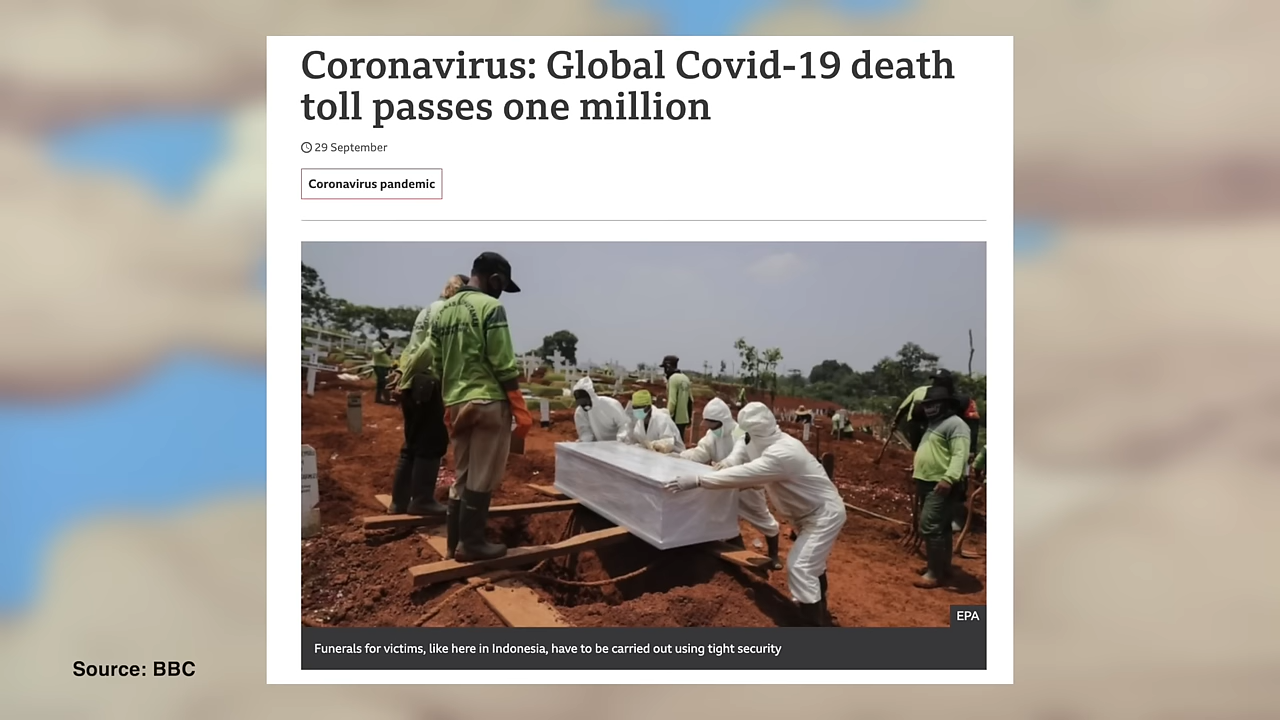 Coronavirus: Global Covid-19 death
toll passes one million
29 September
Coronavirus pandemic
EPA
Funerals for victims, like here in Indonesia, have to be carried out using tight security
Source: BBC